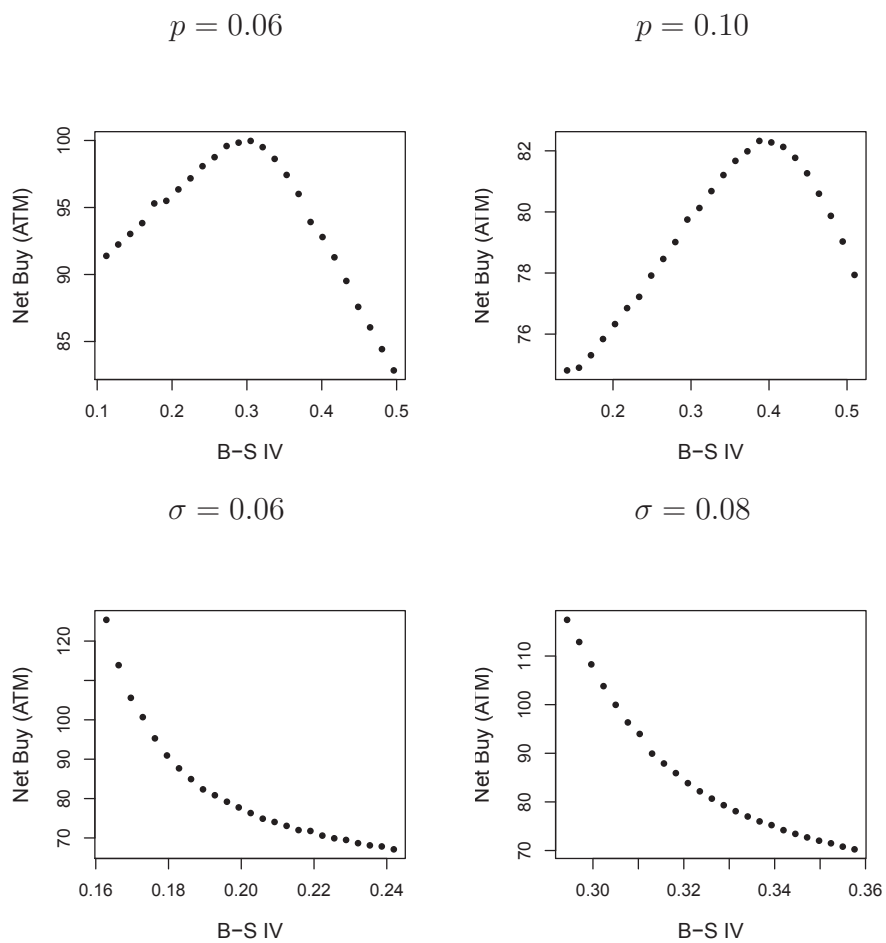 p = 0.06
p = 0.10
Net Buy (ATM)
100
95
90
85
0.1 0.2 0.3 0.4 0.5
B−S IV
Net Buy (ATM)
82
80
78
76
0.2 0.3 0.4 0.5
B−S IV
σ = 0.06
σ = 0.08
Net Buy (ATM)
120
100
90
80
70
0.16 0.18 0.20 0.22 0.24
B−S IV
Net Buy (ATM)
110
100
90
80
70
0.30 0.32 0.34 0.36
B−S IV